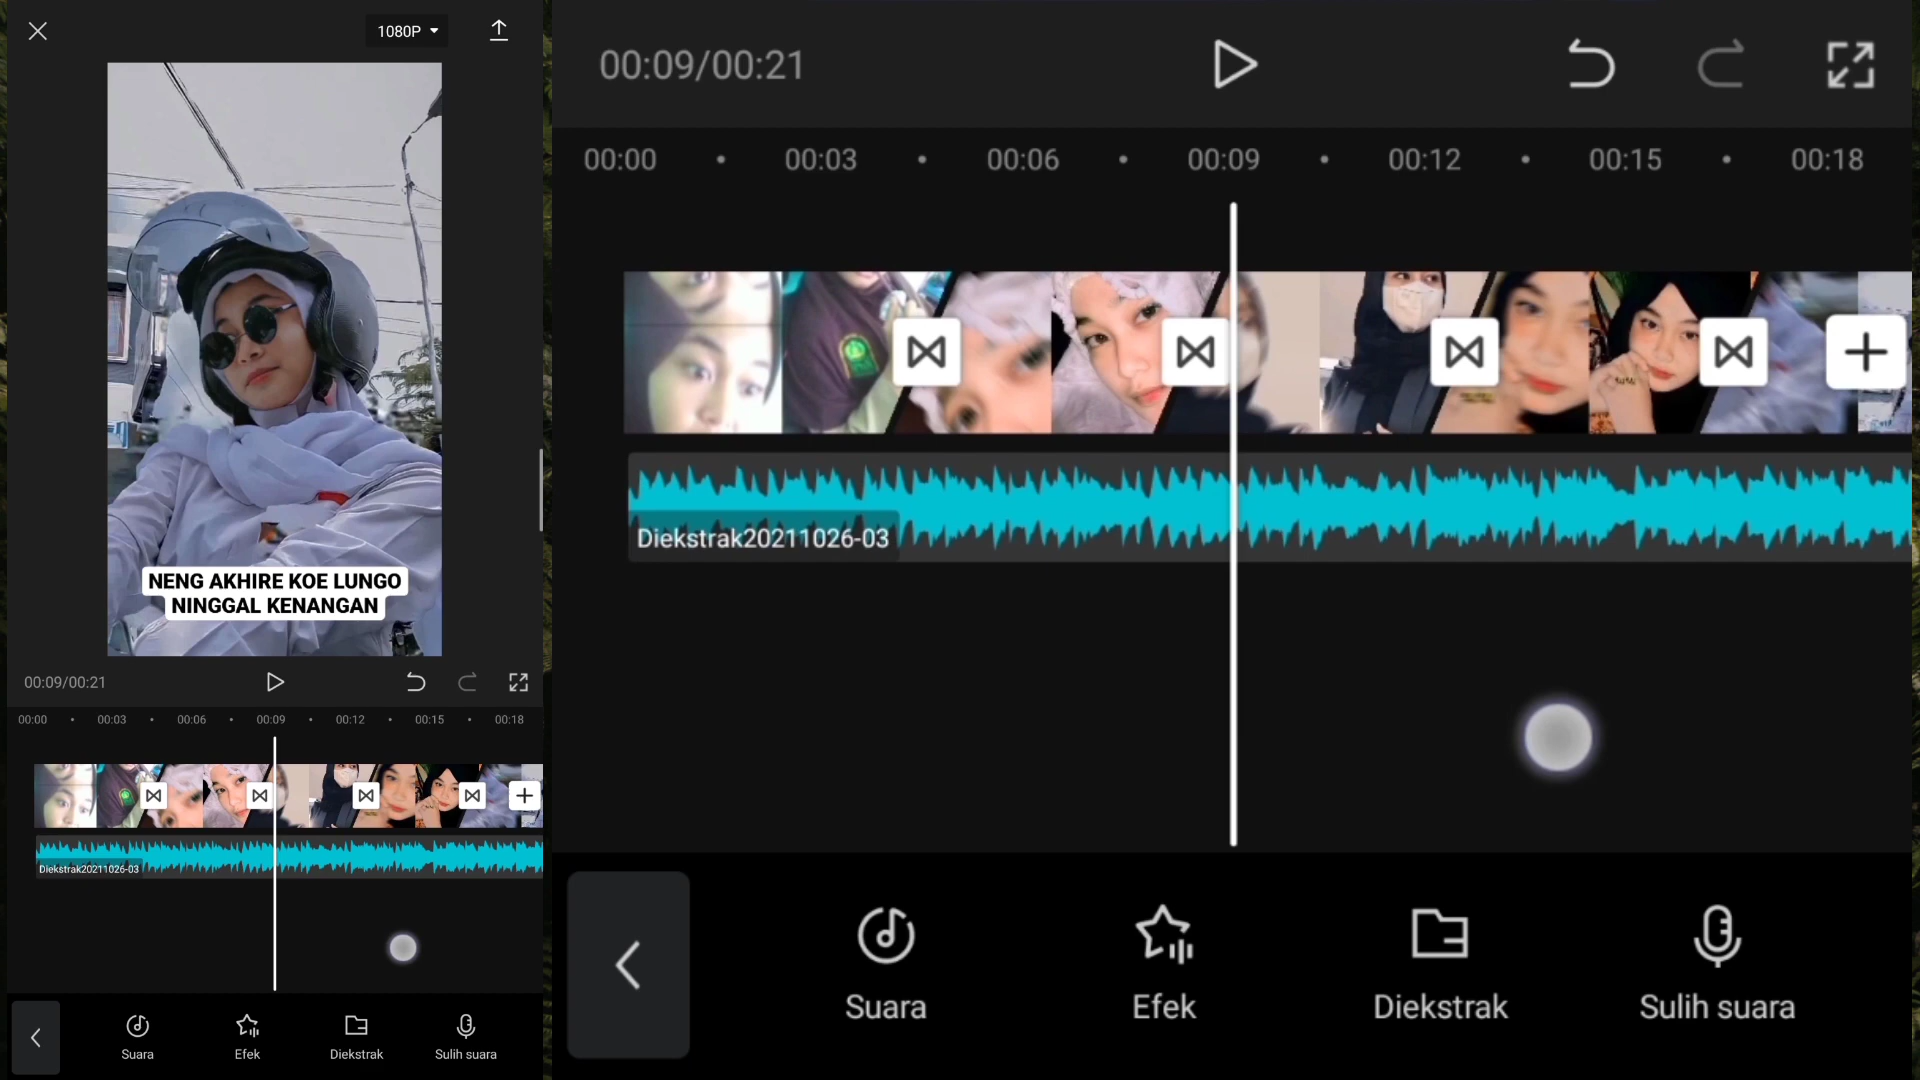 1080P
NENG AKHIRE KOE LUNGO
NINGGAL KENANGAN
00:09/00:21
00:00 00:03 00:06 00:09 00:12 00:15 00:18
Diekstrak20211026-03
Suara Efek Diekstrak Sulih suara
00:09/00:21
00:00 00:03 00:06 00:09 00:12 00:15 00:18
Diekstrak20211026-03
Suara Efek Diekstrak Sulih suara